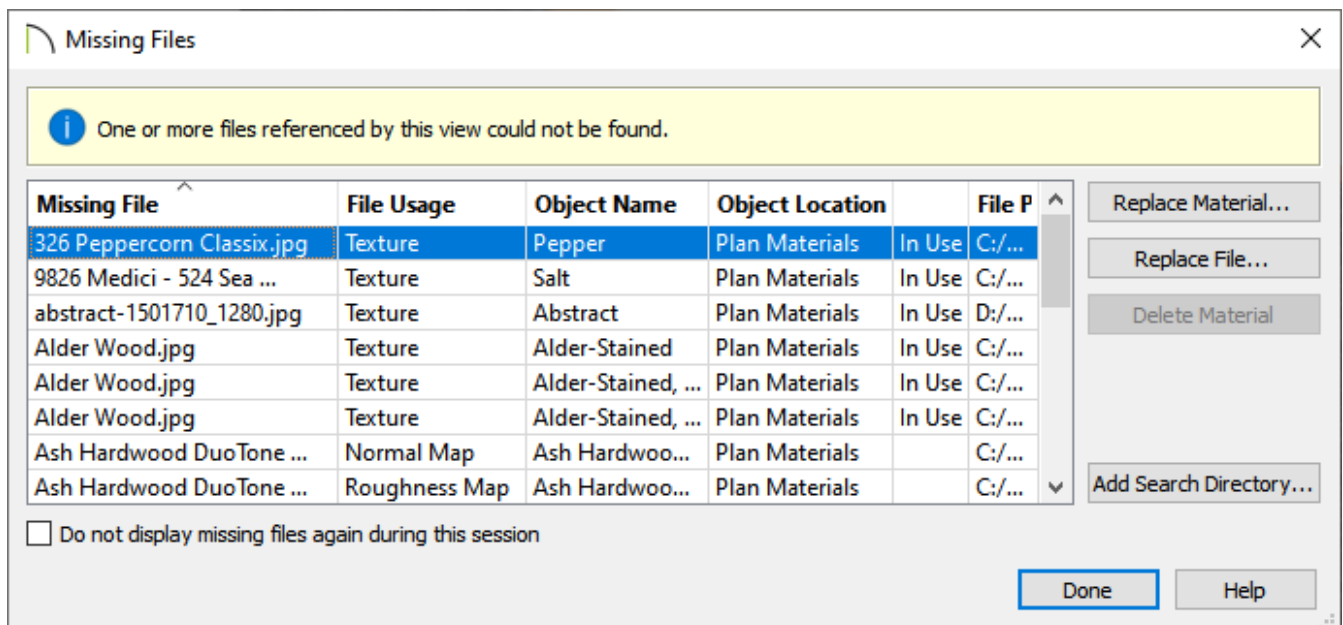 Missing Files
One or more files referenced by this view could not be found.
Missing File File Usage Object Name Object Location File P
326 Peppercorn Classix.jpg Texture Pepper Plan Materials In Use C:/...
9826 Medici - 524 Sea ... Texture Salt Plan Materials In Use C:/...
abstract-1501710_1280.jpg Texture Abstract Plan Materials In Use D:/...
Alder Wood.jpg Texture Alder-Stained Plan Materials In Use C:/...
Alder Wood.jpg Texture Alder-Stained, ... Plan Materials In Use C:/...
Alder Wood.jpg Texture Alder-Stained, ... Plan Materials In Use C:/...
Ash Hardwood DuoTone ... Normal Map Ash Hardwoo... Plan Materials C:/...
Ash Hardwood DuoTone ... Roughness Map Ash Hardwoo... Plan Materials C:/...
Replace Material...
Replace File...
Delete Material
Add Search Directory...
Do not display missing files again during this session
Done Help